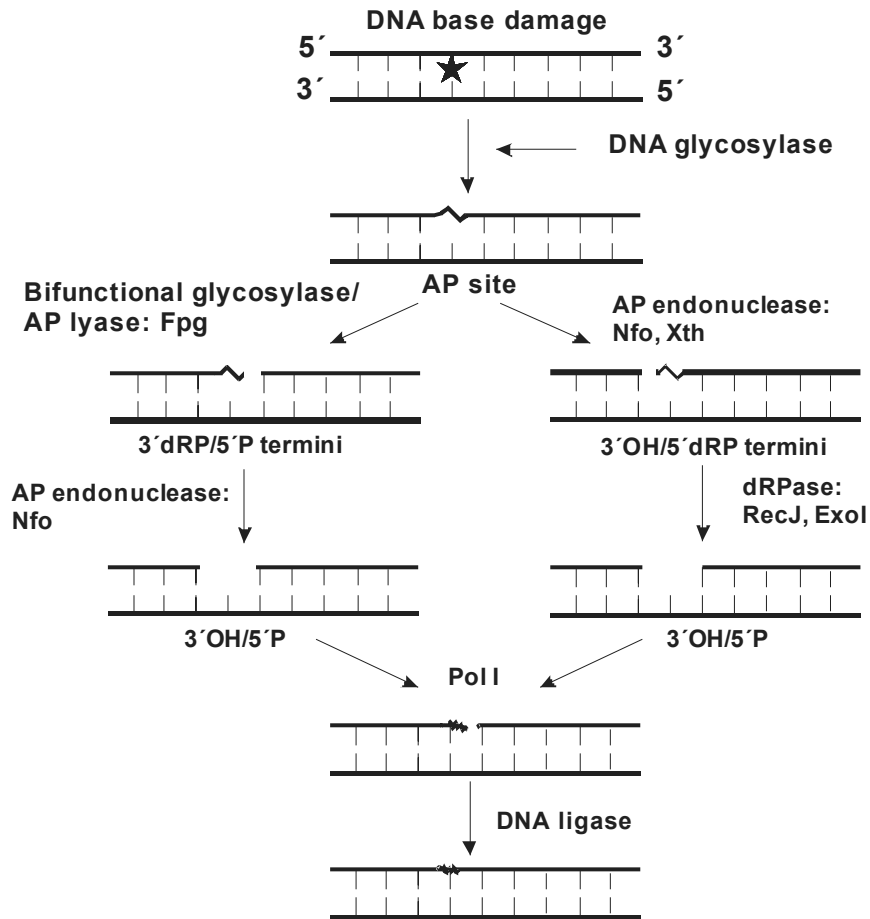 DNA base damage
5´ 3´
3´ 5´
DNA glycosylase
AP site
Bifunctional glycosylase/
AP lyase: Fpg
AP endonuclease:
Nfo, Xth
3´dRP/5´P termini
3´OH/5´dRP termini
AP endonuclease:
Nfo
dRPase:
RecJ, ExoI
3´OH/5´P
3´OH/5´P
Pol I
DNA ligase